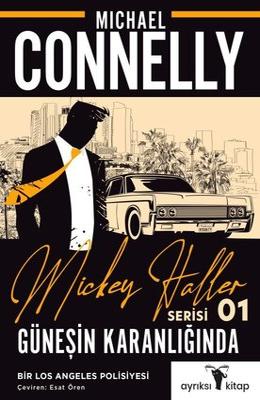 MICHAEL
CONNELLY
Mickey Haller
SERİSİ 01
GÜNEŞİN KARANLIĞINDA
BİR LOS ANGELES POLİSİYESİ
Çeviren: Esat Ören
ayrıksı kitap